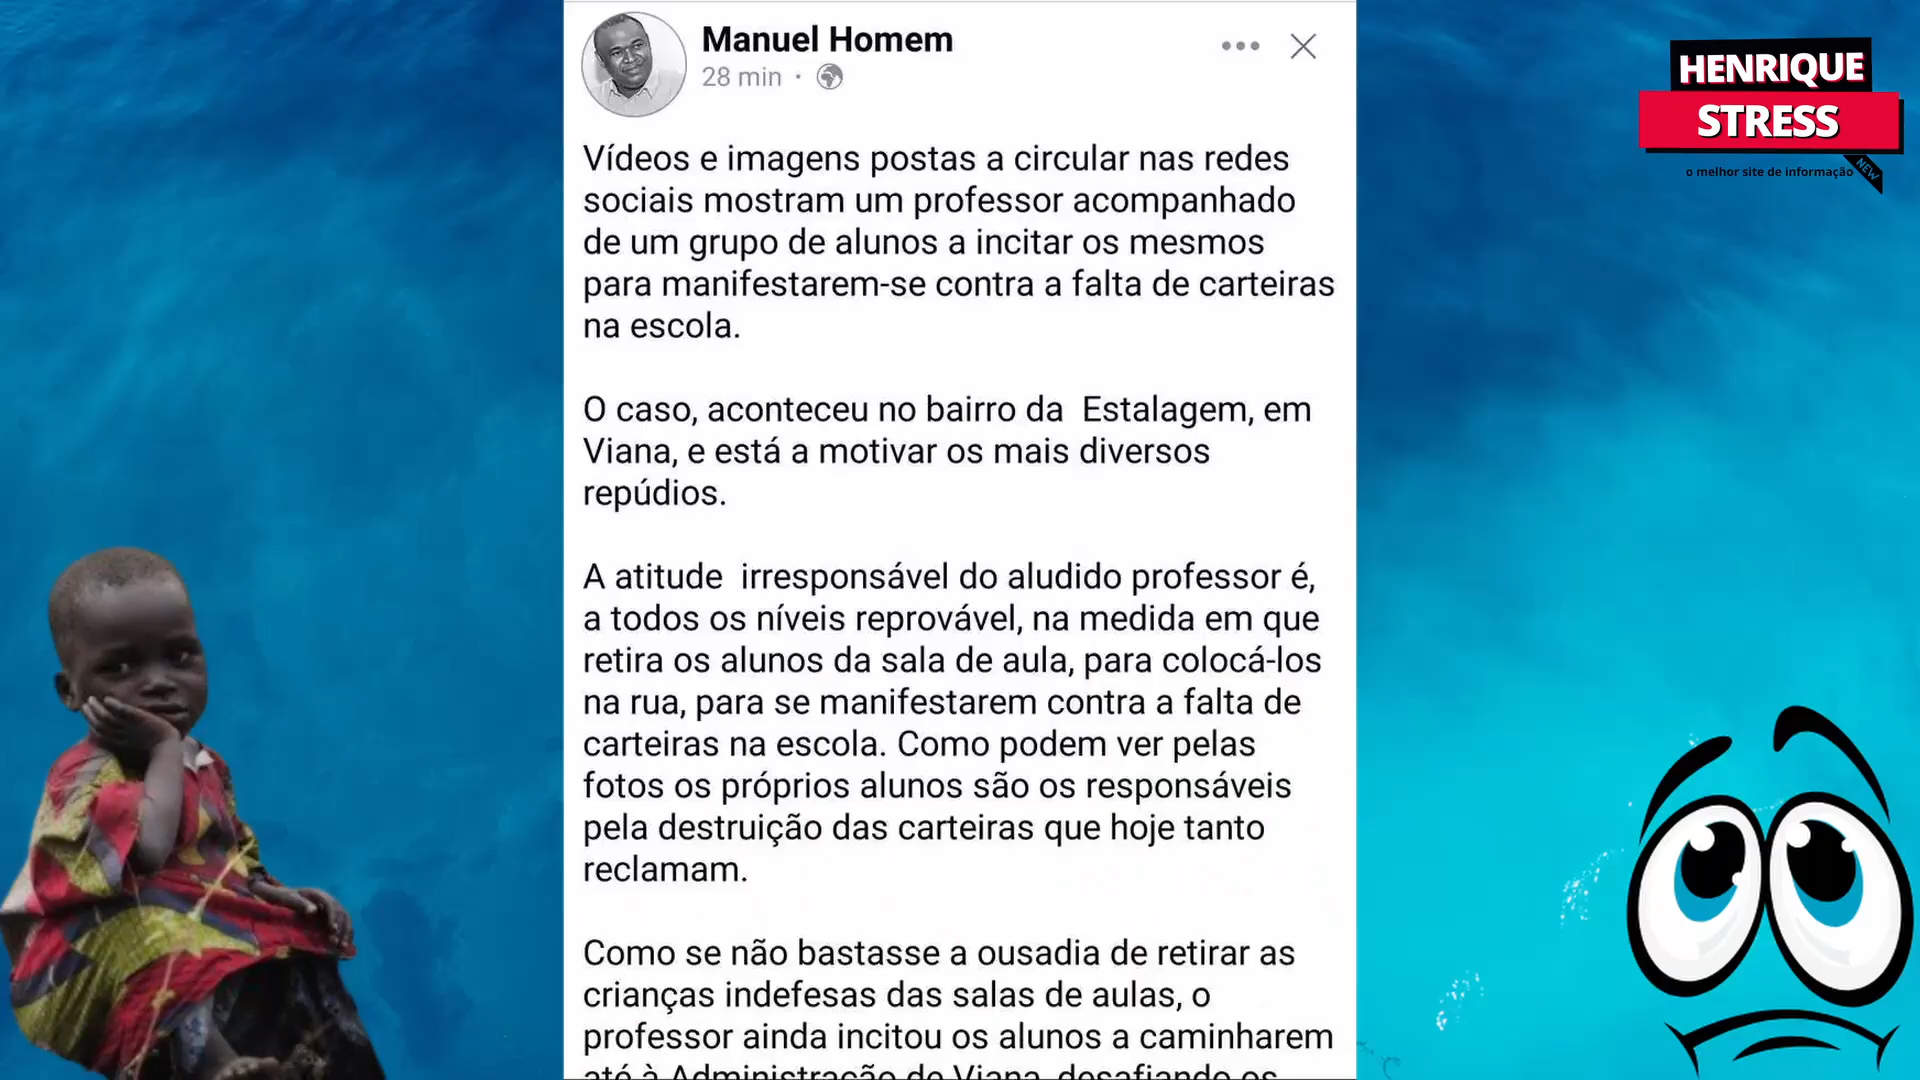 Manuel Homem
28 min ·
HENRIQUE
STRESS
o melhor site de informação
NEW
Vídeos e imagens postas a circular nas redes
sociais mostram um professor acompanhado
de um grupo de alunos a incitar os mesmos
para manifestarem-se contra a falta de carteiras
na escola.
O caso, aconteceu no bairro da  Estalagem, em
Viana, e está a motivar os mais diversos
repúdios.
A atitude  irresponsável do aludido professor é,
a todos os níveis reprovável, na medida em que
retira os alunos da sala de aula, para colocá-los
na rua, para se manifestarem contra a falta de
carteiras na escola. Como podem ver pelas
fotos os próprios alunos são os responsáveis
pela destruição das carteiras que hoje tanto
reclamam.
Como se não bastasse a ousadia de retirar as
crianças indefesas das salas de aulas, o
professor ainda incitou os alunos a caminharem
até à Administração de Viana, desafiando os